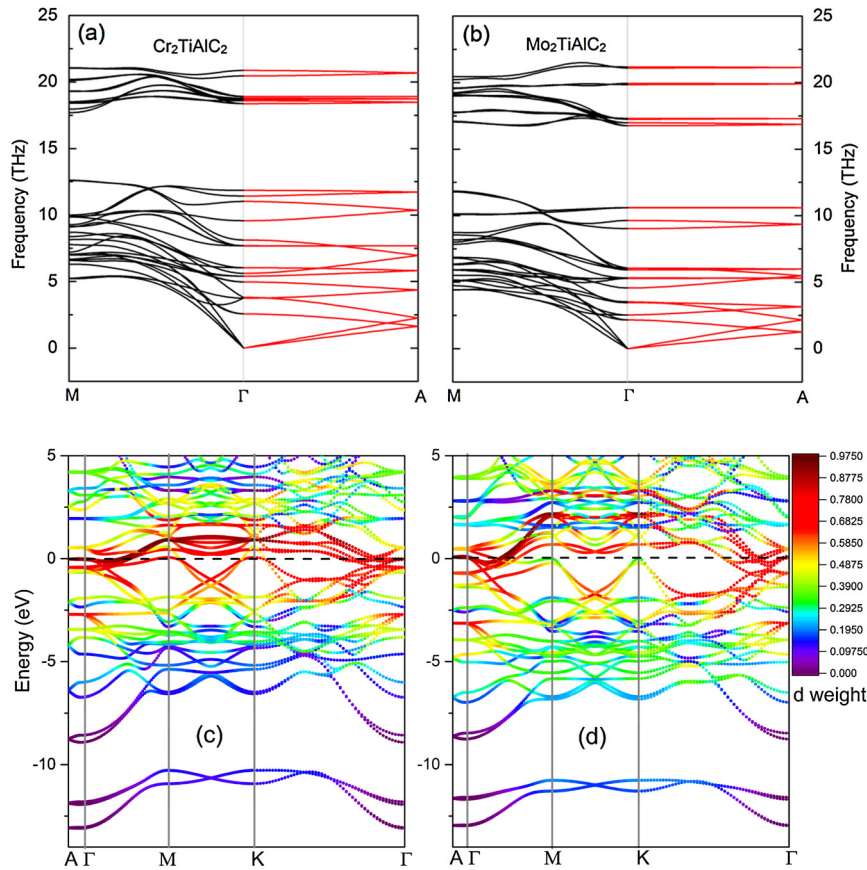 (a)
Cr₂TiAlC₂
25
20
15
10
5
0
Frequency (THz)
M
Γ
A
(b)
Mo₂TiAlC₂
25
20
15
10
5
0
Frequency (THz)
M
Γ
A
5
0
-5
-10
Energy (eV)
(c)
A Γ
M
K
Γ
5
0
-5
-10
(d)
A Γ
M
K
Γ
0.9750
0.8775
0.7800
0.6825
0.5850
0.4875
0.3900
0.2925
0.1950
0.09750
0.000
d weight